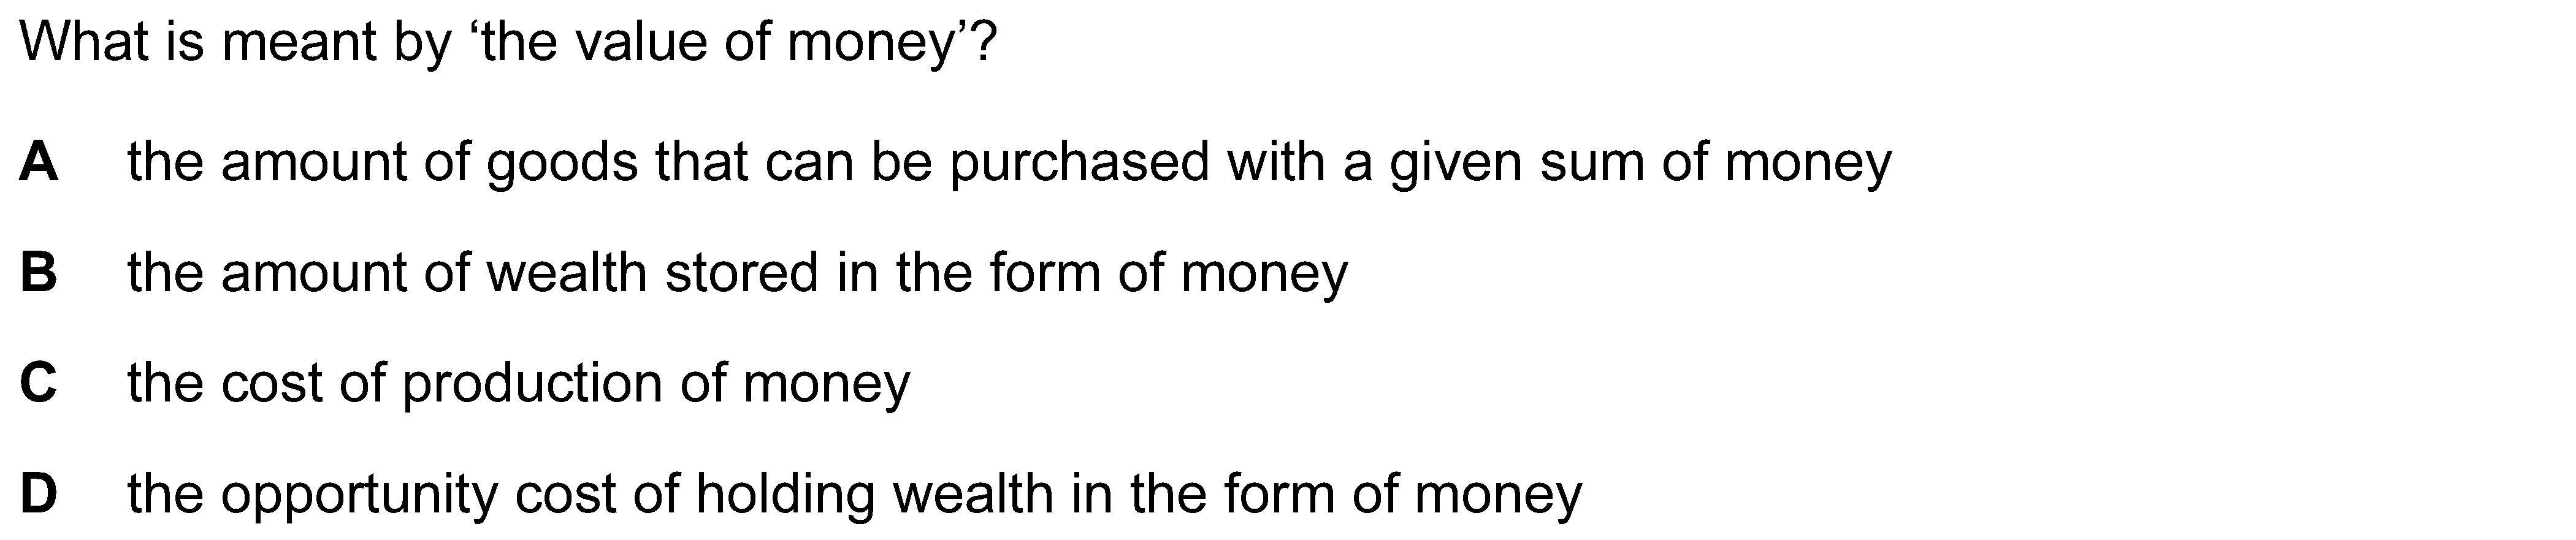 What is meant by ‘the value of money’?
A the amount of goods that can be purchased with a given sum of money
B the amount of wealth stored in the form of money
C the cost of production of money
D the opportunity cost of holding wealth in the form of money